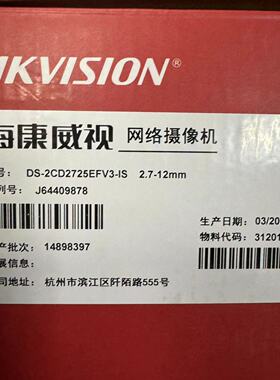 IKVISION®
海康威视 网络摄像机
号: DS-2CD2725EFV3-IS 2.7-12mm
列号: J64409878
生产日期: 03/20
产批次: 14898397
物料代码: 31201
展信息:
司地址: 杭州市滨江区阡陌路555号